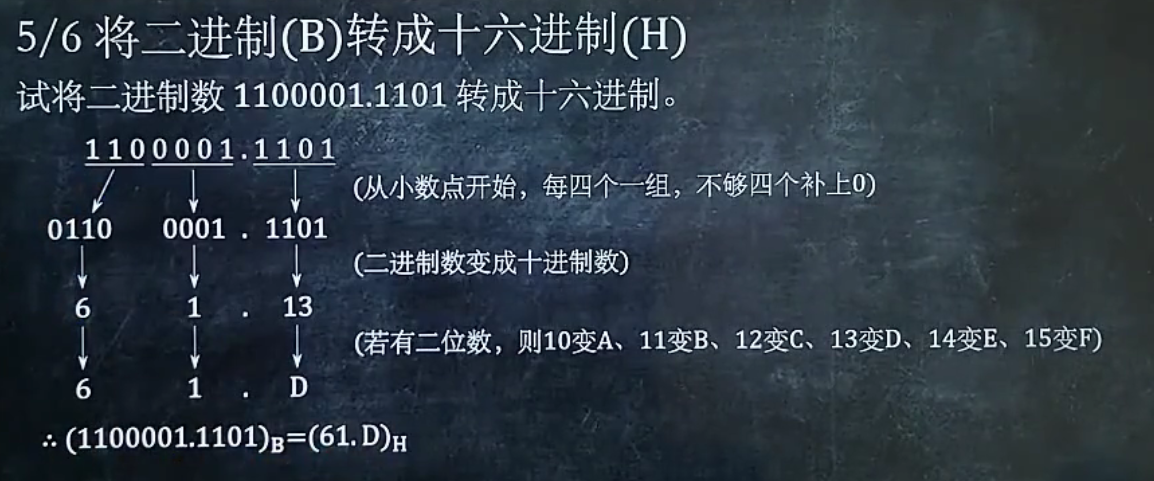 5/6 将二进制(B)转成十六进制(H)
试将二进制数 1100001.1101 转成十六进制。
1100001.1101
(从小数点开始，每四个一组，不够四个补上0)
0110 0001 . 1101
(二进制数变成十进制数)
6 1 . 13
(若有二位数，则10变A、11变B、12变C、13变D、14变E、15变F)
6 1 . D
∴ (1100001.1101)B=(61.D)H